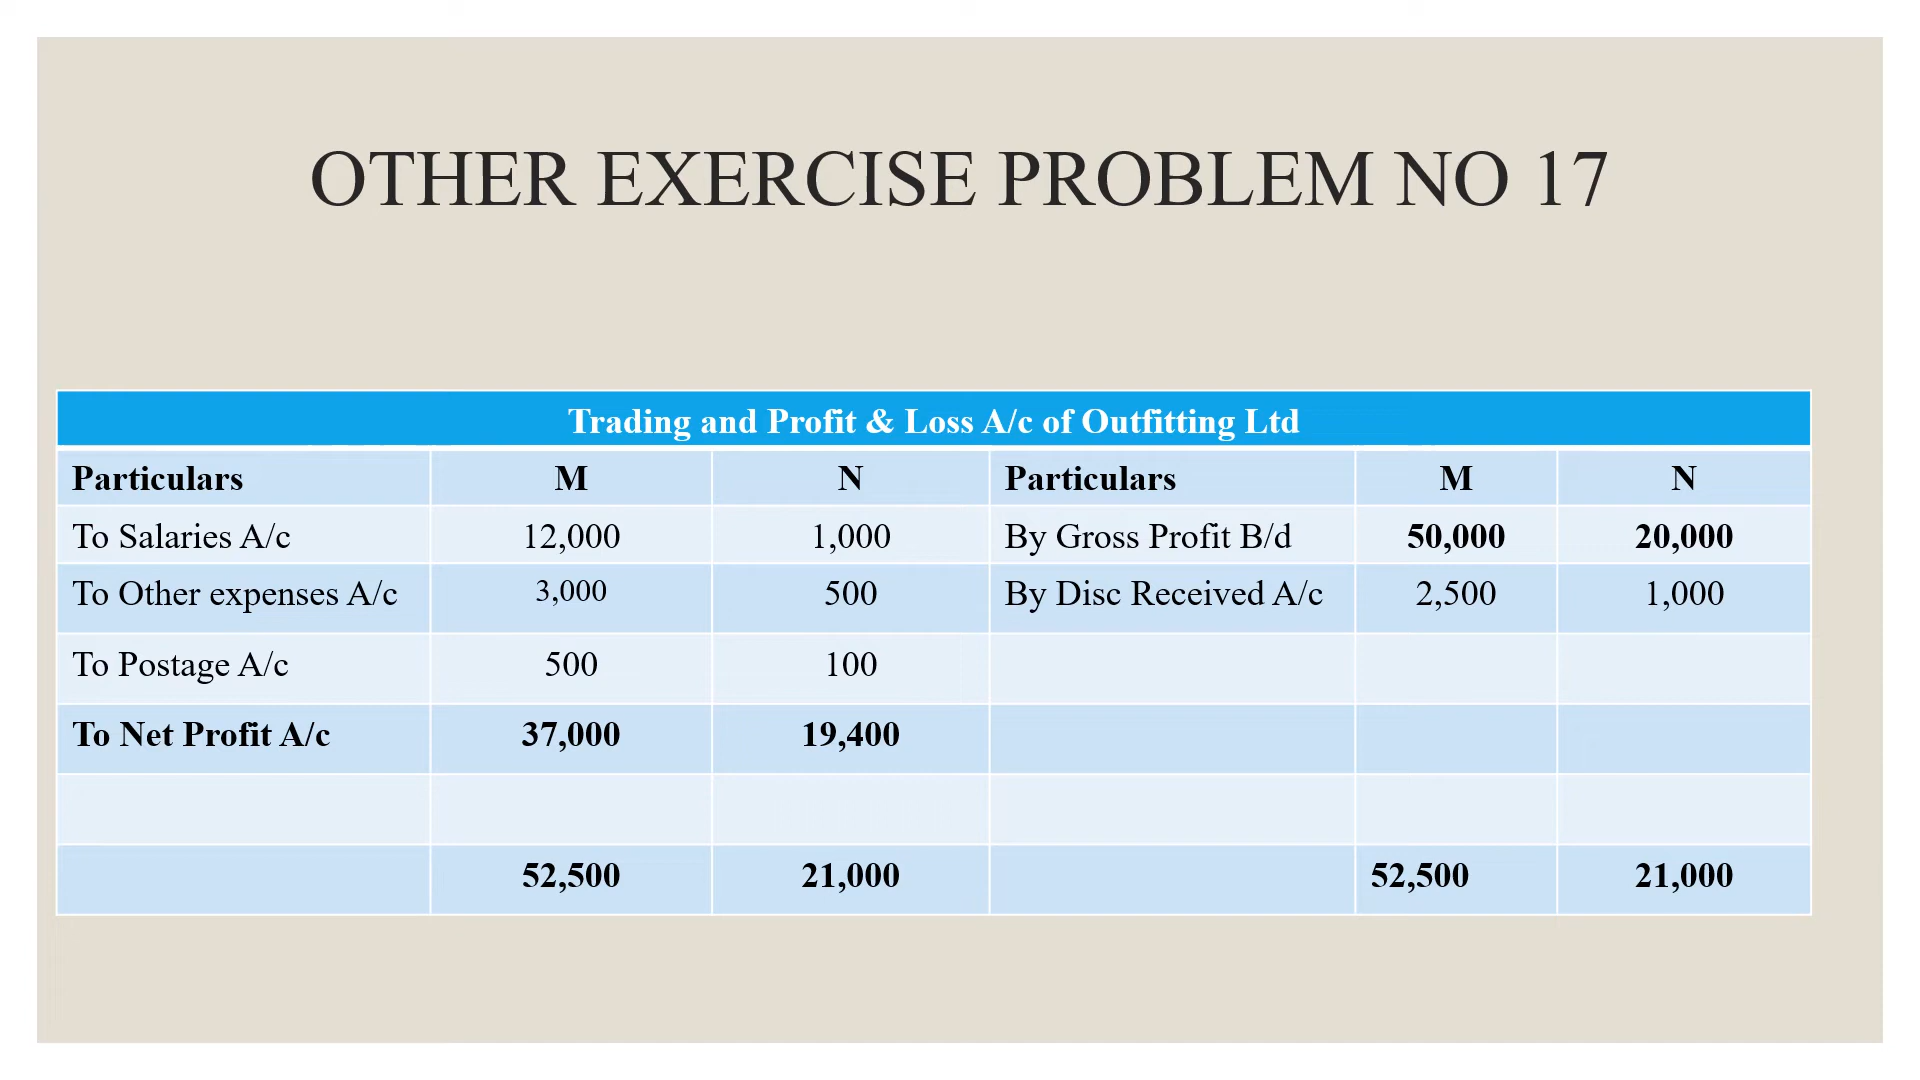 OTHER EXERCISE PROBLEM NO 17
Trading and Profit & Loss A/c of Outfitting Ltd
Particulars M N Particulars M N
To Salaries A/c 12,000 1,000 By Gross Profit B/d 50,000 20,000
To Other expenses A/c 3,000 500 By Disc Received A/c 2,500 1,000
To Postage A/c 500 100
To Net Profit A/c 37,000 19,400
52,500 21,000 52,500 21,000